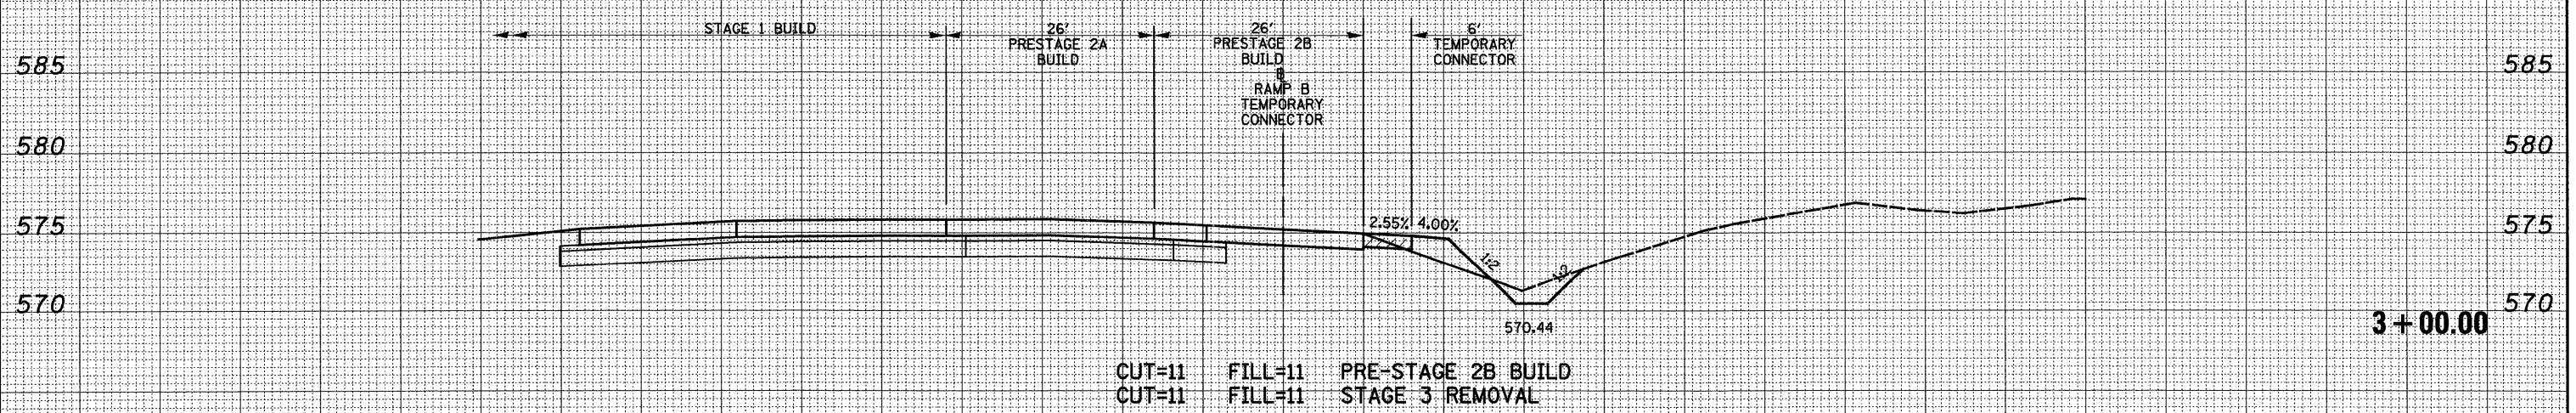 STAGE 1 BUILD
26'
PRESTAGE 2A
BUILD
26'
PRESTAGE 2B
BUILD
B
RAMP B
TEMPORARY
CONNECTOR
6'
TEMPORARY
CONNECTOR
585
585
580
580
575
2.55%
4.00%
575
1:2
570
570
570.44
3+00.00
CUT=11 FILL=11 PRE-STAGE 2B BUILD
CUT=11 FILL=11 STAGE 3 REMOVAL